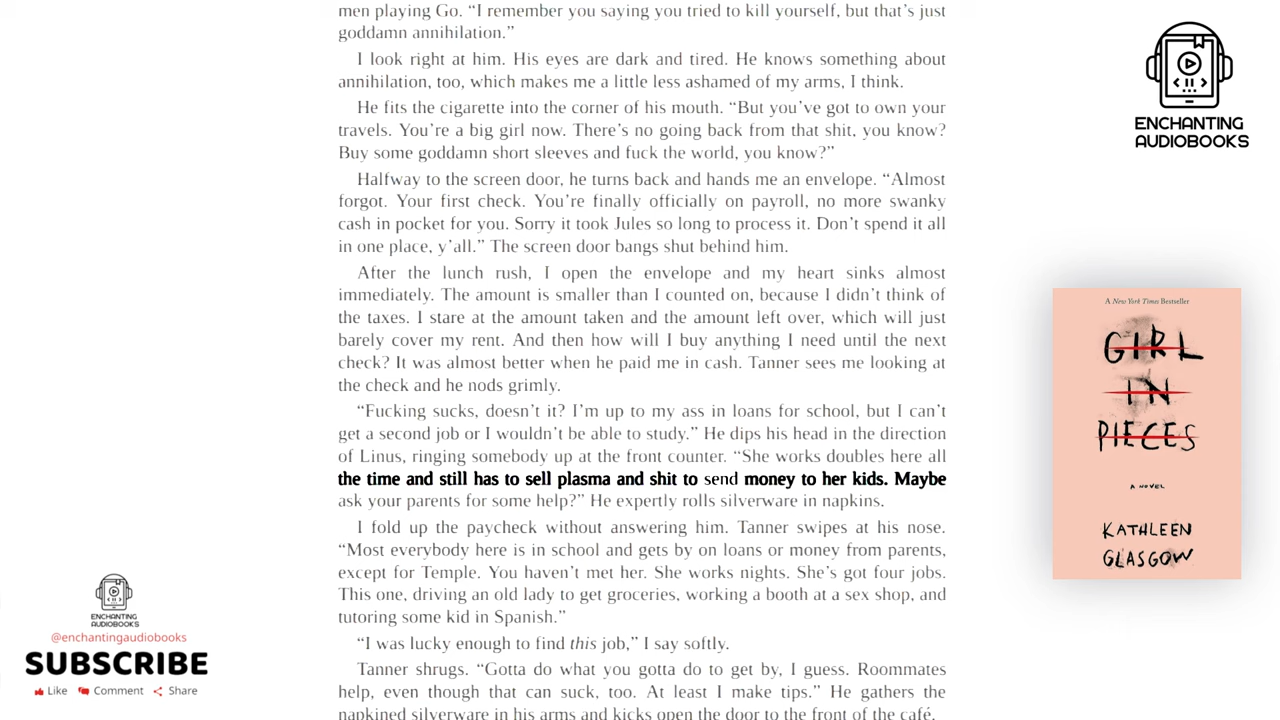 men playing Go. “I remember you saying you tried to kill yourself, but that’s just
goddamn annihilation.”
I look right at him. His eyes are dark and tired. He knows something about
annihilation, too, which makes me a little less ashamed of my arms, I think.
He fits the cigarette into the corner of his mouth. “But you’ve got to own your
travels. You’re a big girl now. There’s no going back from that shit, you know?
Buy some goddamn short sleeves and fuck the world, you know?”
Halfway to the screen door, he turns back and hands me an envelope. “Almost
forgot. Your first check. You’re finally officially on payroll, no more swanky
cash in pocket for you. Sorry it took Jules so long to process it. Don’t spend it all
in one place, y’all.” The screen door bangs shut behind him.
After the lunch rush, I open the envelope and my heart sinks almost
immediately. The amount is smaller than I counted on, because I didn’t think of
the taxes. I stare at the amount taken and the amount left over, which will just
barely cover my rent. And then how will I buy anything I need until the next
check? It was almost better when he paid me in cash. Tanner sees me looking at
the check and he nods grimly.
“Fucking sucks, doesn’t it? I’m up to my ass in loans for school, but I can’t
get a second job or I wouldn’t be able to study.” He dips his head in the direction
of Linus, ringing somebody up at the front counter. “She works doubles here all
the time and still has to sell plasma and shit to send money to her kids. Maybe
ask your parents for some help?” He expertly rolls silverware in napkins.
I fold up the paycheck without answering him. Tanner swipes at his nose.
“Most everybody here is in school and gets by on loans or money from parents,
except for Temple. You haven’t met her. She works nights. She’s got four jobs.
This one, driving an old lady to get groceries, working a booth at a sex shop, and
tutoring some kid in Spanish.”
“I was lucky enough to find this job,” I say softly.
Tanner shrugs. “Gotta do what you gotta do to get by, I guess. Roommates
help, even though that can suck, too. At least I make tips.” He gathers the
napkined silverware in his arms and kicks open the door to the front of the café.
ENCHANTING
AUDIOBOOKS
A New York Times Bestseller
GIRL
IN
PIECES
A NOVEL
KATHLEEN
GLASGOW
ENCHANTING
AUDIOBOOKS
@enchantingaudiobooks
SUBSCRIBE
Like Comment Share